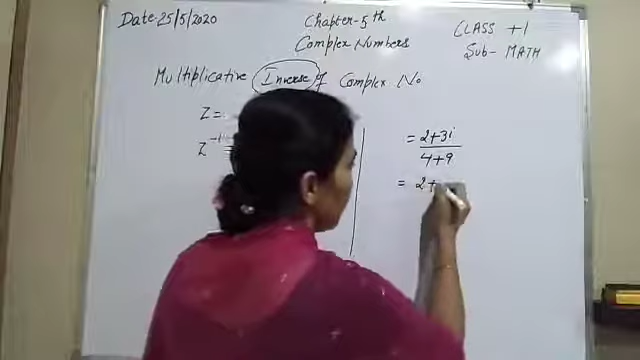 Date-25/5/2020
Chapter-5th
Complex Numbers
CLASS +1
Sub- MATH
Multiplicative Inverse of Complex No
Z =
Z-1 =
= 2+3i
4+9
= 2+